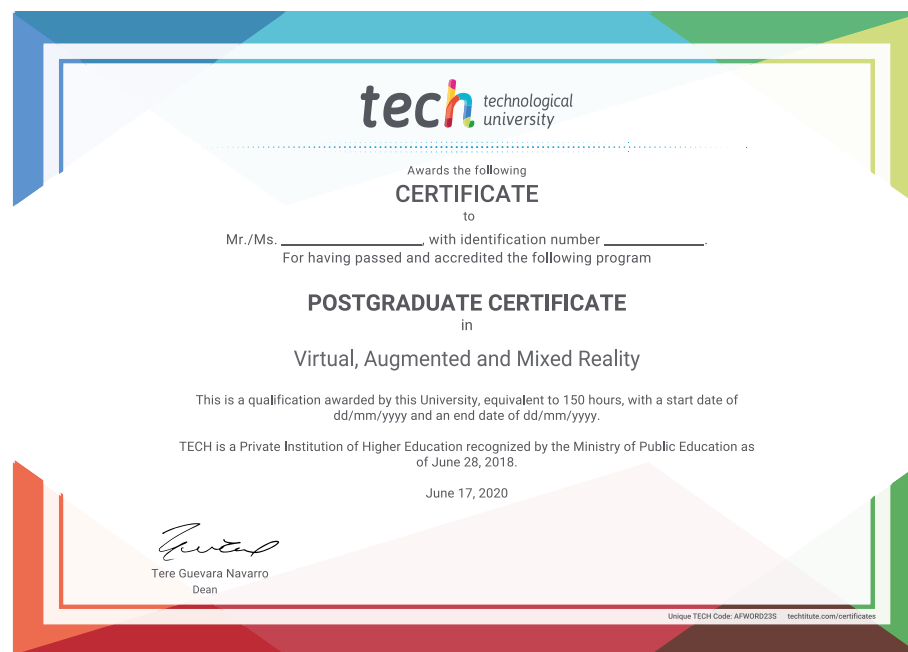 tech technological
university
Awards the following
CERTIFICATE
to
Mr./Ms. ____________________, with identification number ______________.
For having passed and accredited the following program
POSTGRADUATE CERTIFICATE
in
Virtual, Augmented and Mixed Reality
This is a qualification awarded by this University, equivalent to 150 hours, with a start date of
dd/mm/yyyy and an end date of dd/mm/yyyy.
TECH is a Private Institution of Higher Education recognized by the Ministry of Public Education as
of June 28, 2018.
June 17, 2020
Tere Guevara Navarro
Dean
Unique TECH Code: AFWORD23S techtitute.com/certificates